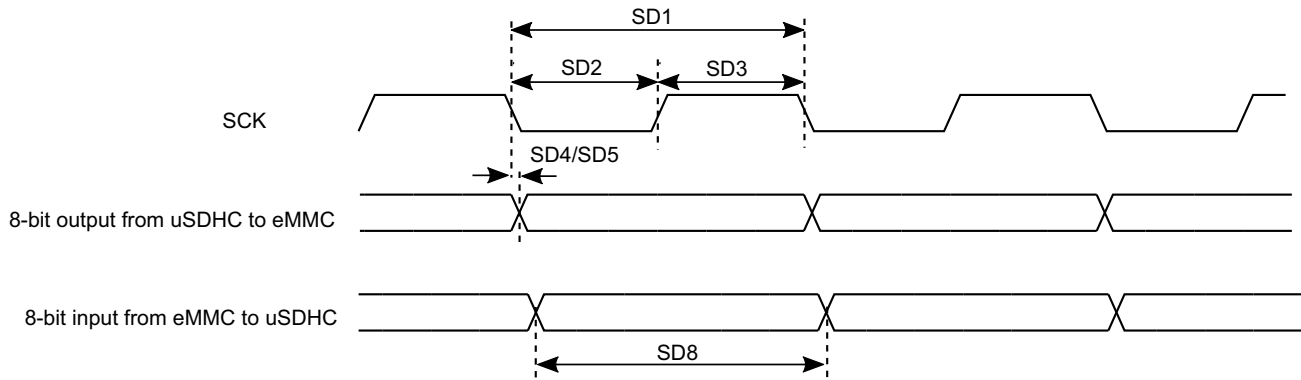 SD1
SD2
SD3
SCK
SD4/SD5
8-bit output from uSDHC to eMMC
8-bit input from eMMC to uSDHC
SD8